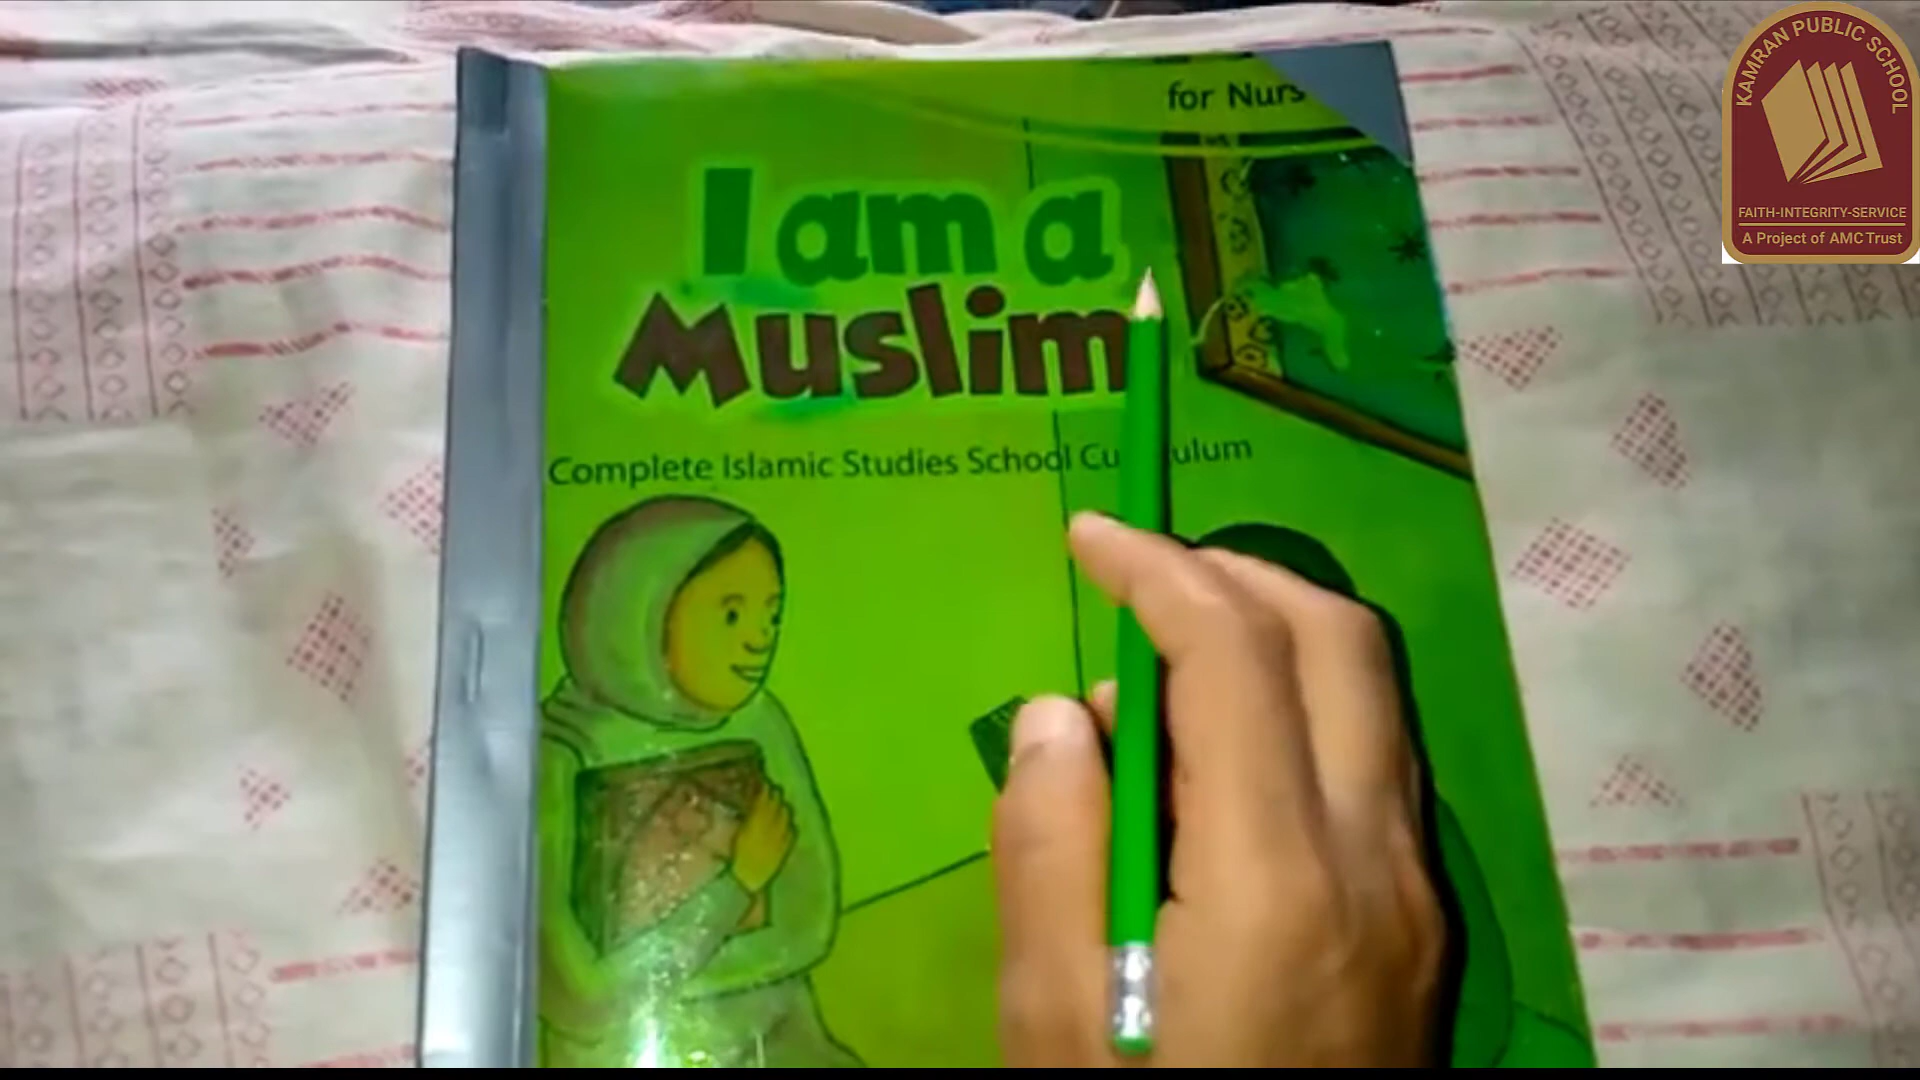 for Nurs
I am a
Muslim
Complete Islamic Studies School Cu ulum
KAMRAN PUBLIC SCHOOL
FAITH-INTEGRITY-SERVICE
A Project of AMC Trust